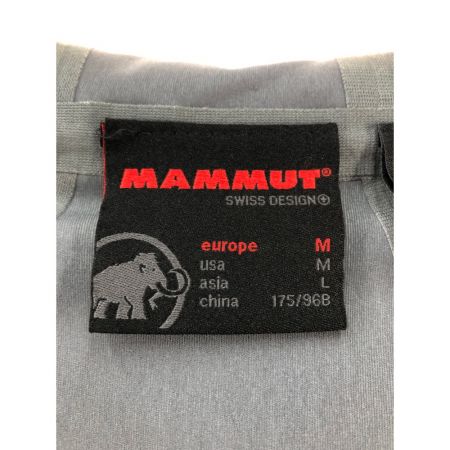 MAMMUT®
SWISS DESIGN
europe M
usa M
asia L
china 175/96B